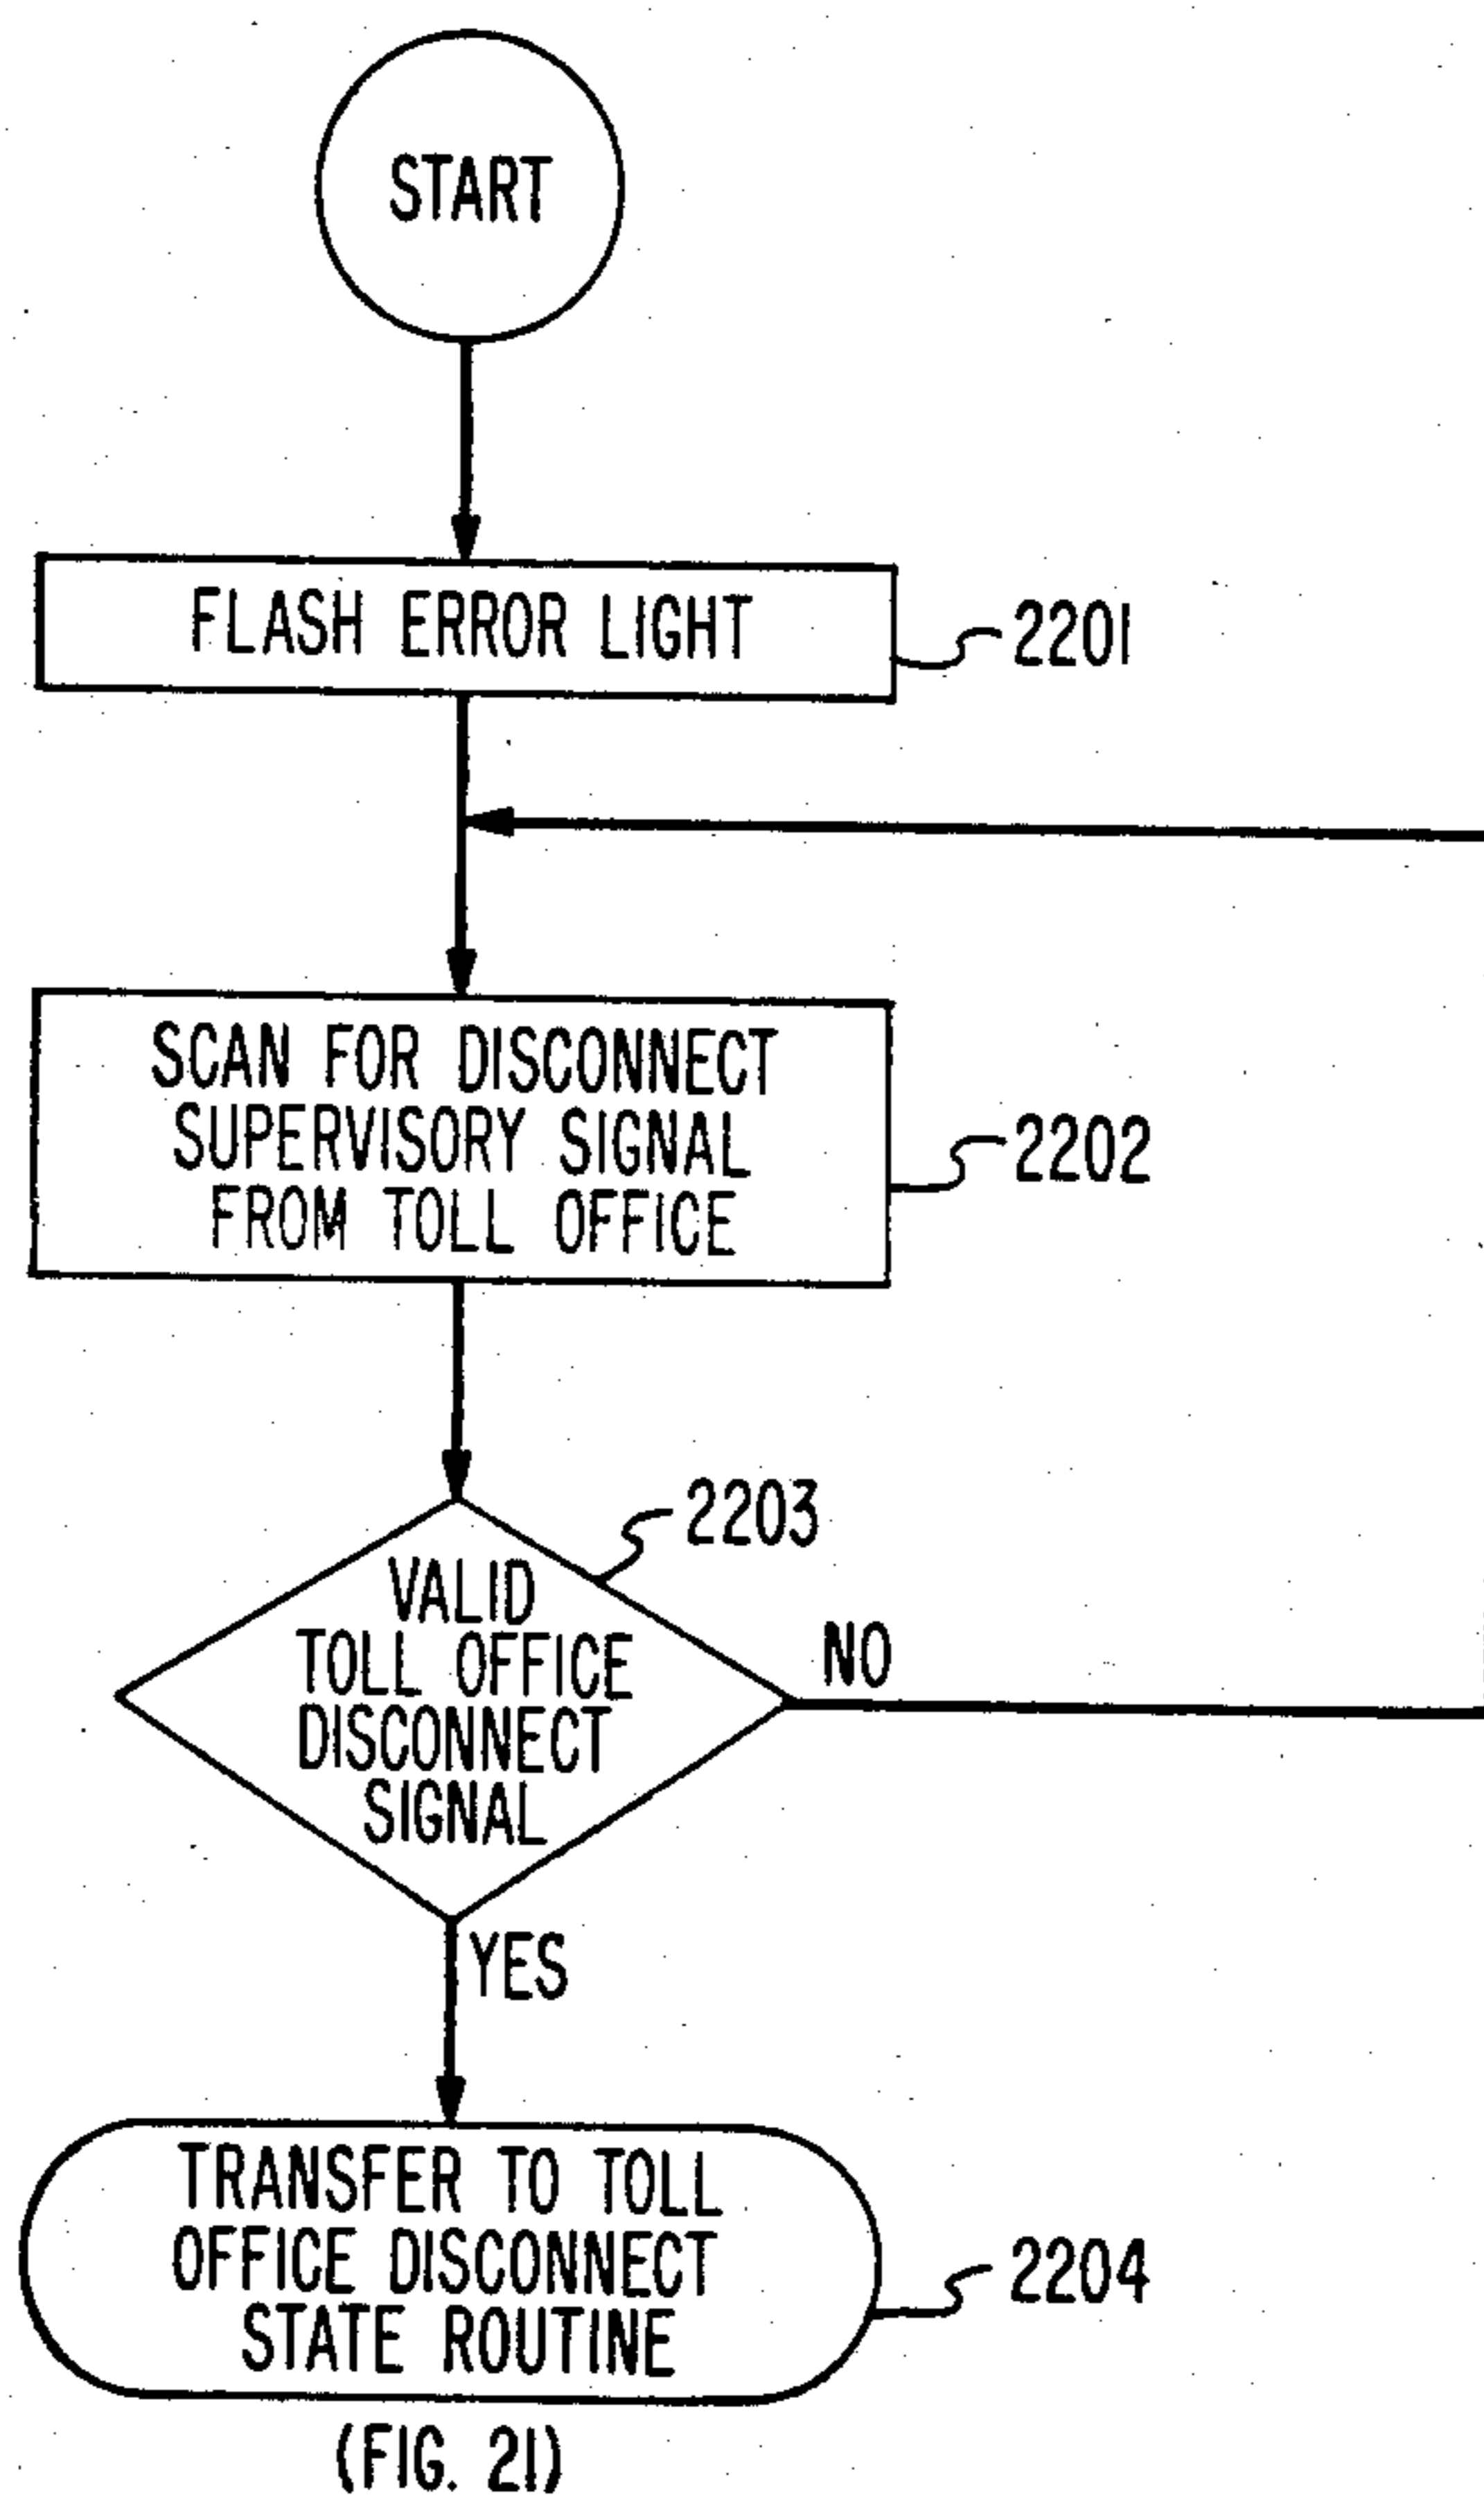 START
FLASH ERROR LIGHT
2201
SCAN FOR DISCONNECT
SUPERVISORY SIGNAL
FROM TOLL OFFICE
2202
2203
VALID
TOLL OFFICE
DISCONNECT
SIGNAL
NO
YES
TRANSFER TO TOLL
OFFICE DISCONNECT
STATE ROUTINE
2204
(FIG. 21)